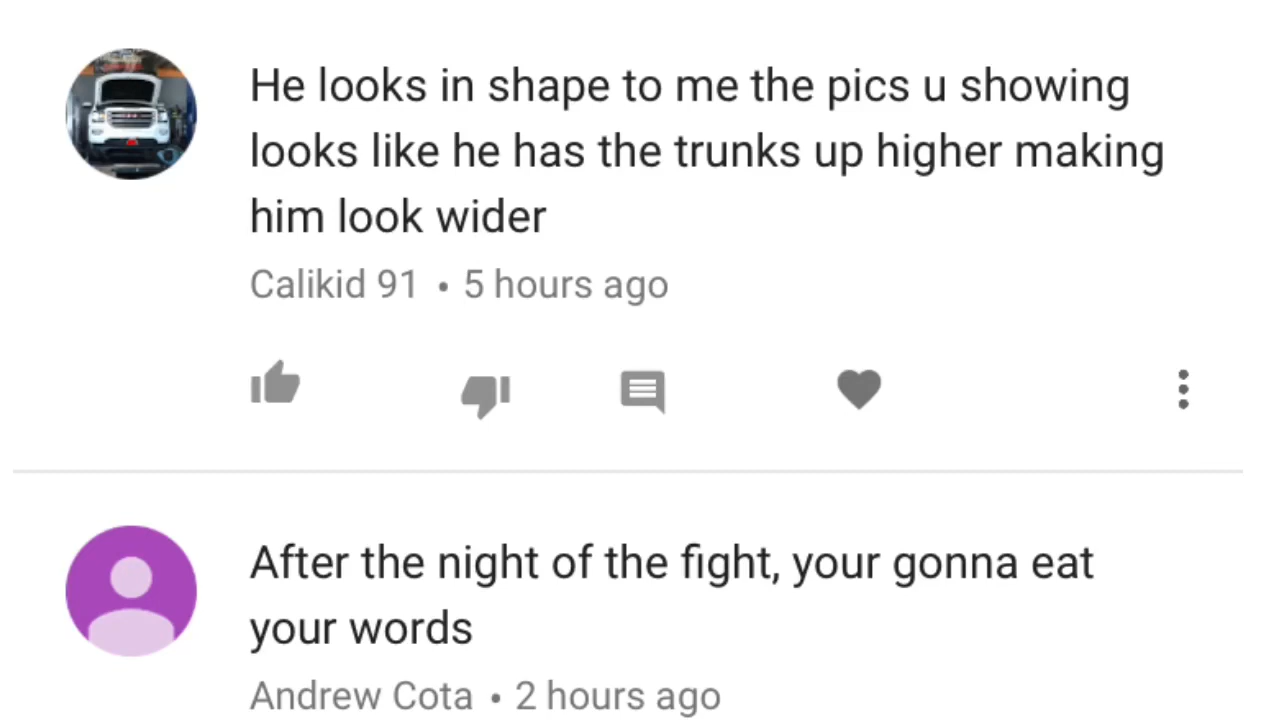 He looks in shape to me the pics u showing
looks like he has the trunks up higher making
him look wider
Calikid 91 • 5 hours ago
After the night of the fight, your gonna eat
your words
Andrew Cota • 2 hours ago